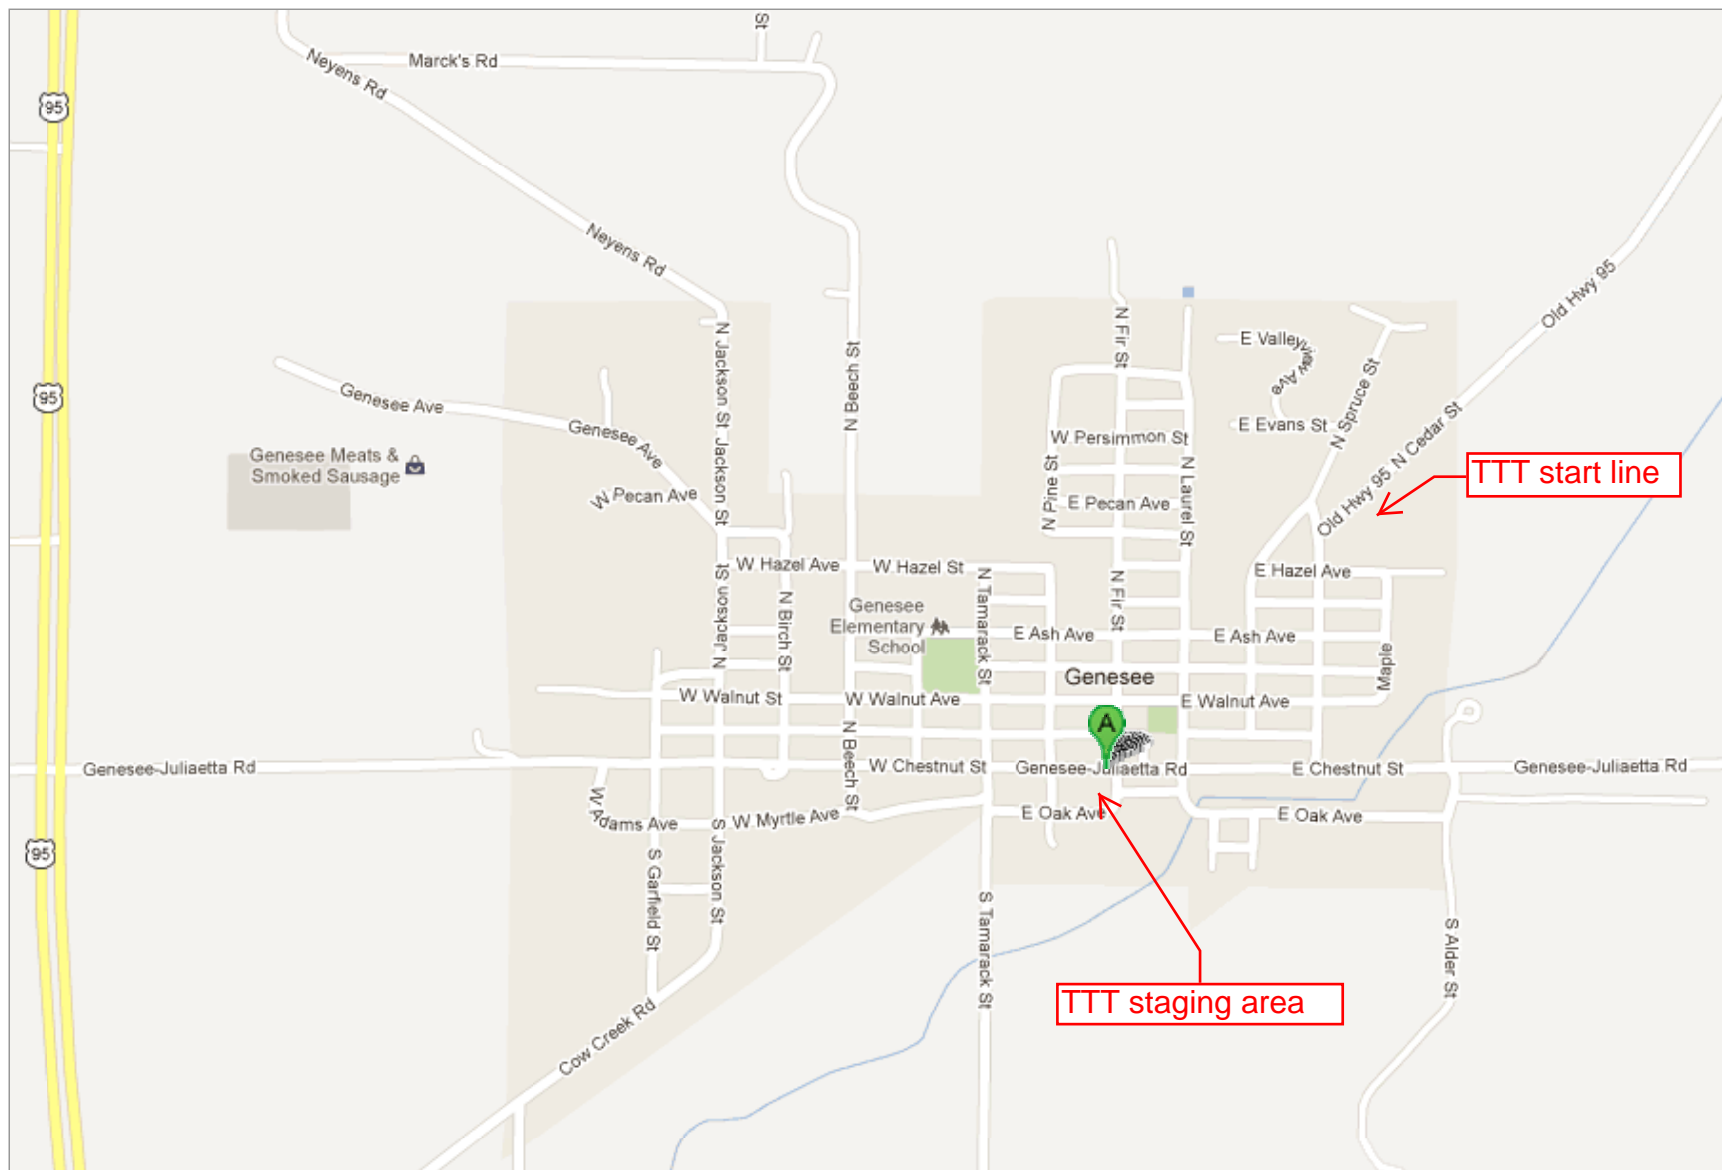 St
Marck's Rd
Neyens Rd
95
Neyens Rd
Old Hwy 95
N Fir St
E Valley
View Ave
N Jackson St
Jackson St
N Beech St
N Spruce St
95
Genesee Ave
Genesee Ave
N Cedar St
E Evans St
W Persimmon St
Genesee Meats &
Smoked Sausage
TTT start line
N Pine St
N Laurel St
W Pecan Ave
E Pecan Ave
Old Hwy 95
W Hazel Ave
W Hazel St
E Hazel Ave
N Jackson St
N Birch St
N Tamarack St
N Fir St
Genesee
Elementary
School
E Ash Ave
E Ash Ave
Maple
Genesee
W Walnut St
W Walnut Ave
E Walnut Ave
A
N Beech St
Genesee-Juliaetta Rd
W Chestnut St
Genesee-Juliaetta Rd
E Chestnut St
Genesee-Juliaetta Rd
W Adams Ave
W Myrtle Ave
E Oak Ave
E Oak Ave
95
S Garfield St
S Jackson St
S Tamarack St
S Alder St
TTT staging area
Cow Creek Rd